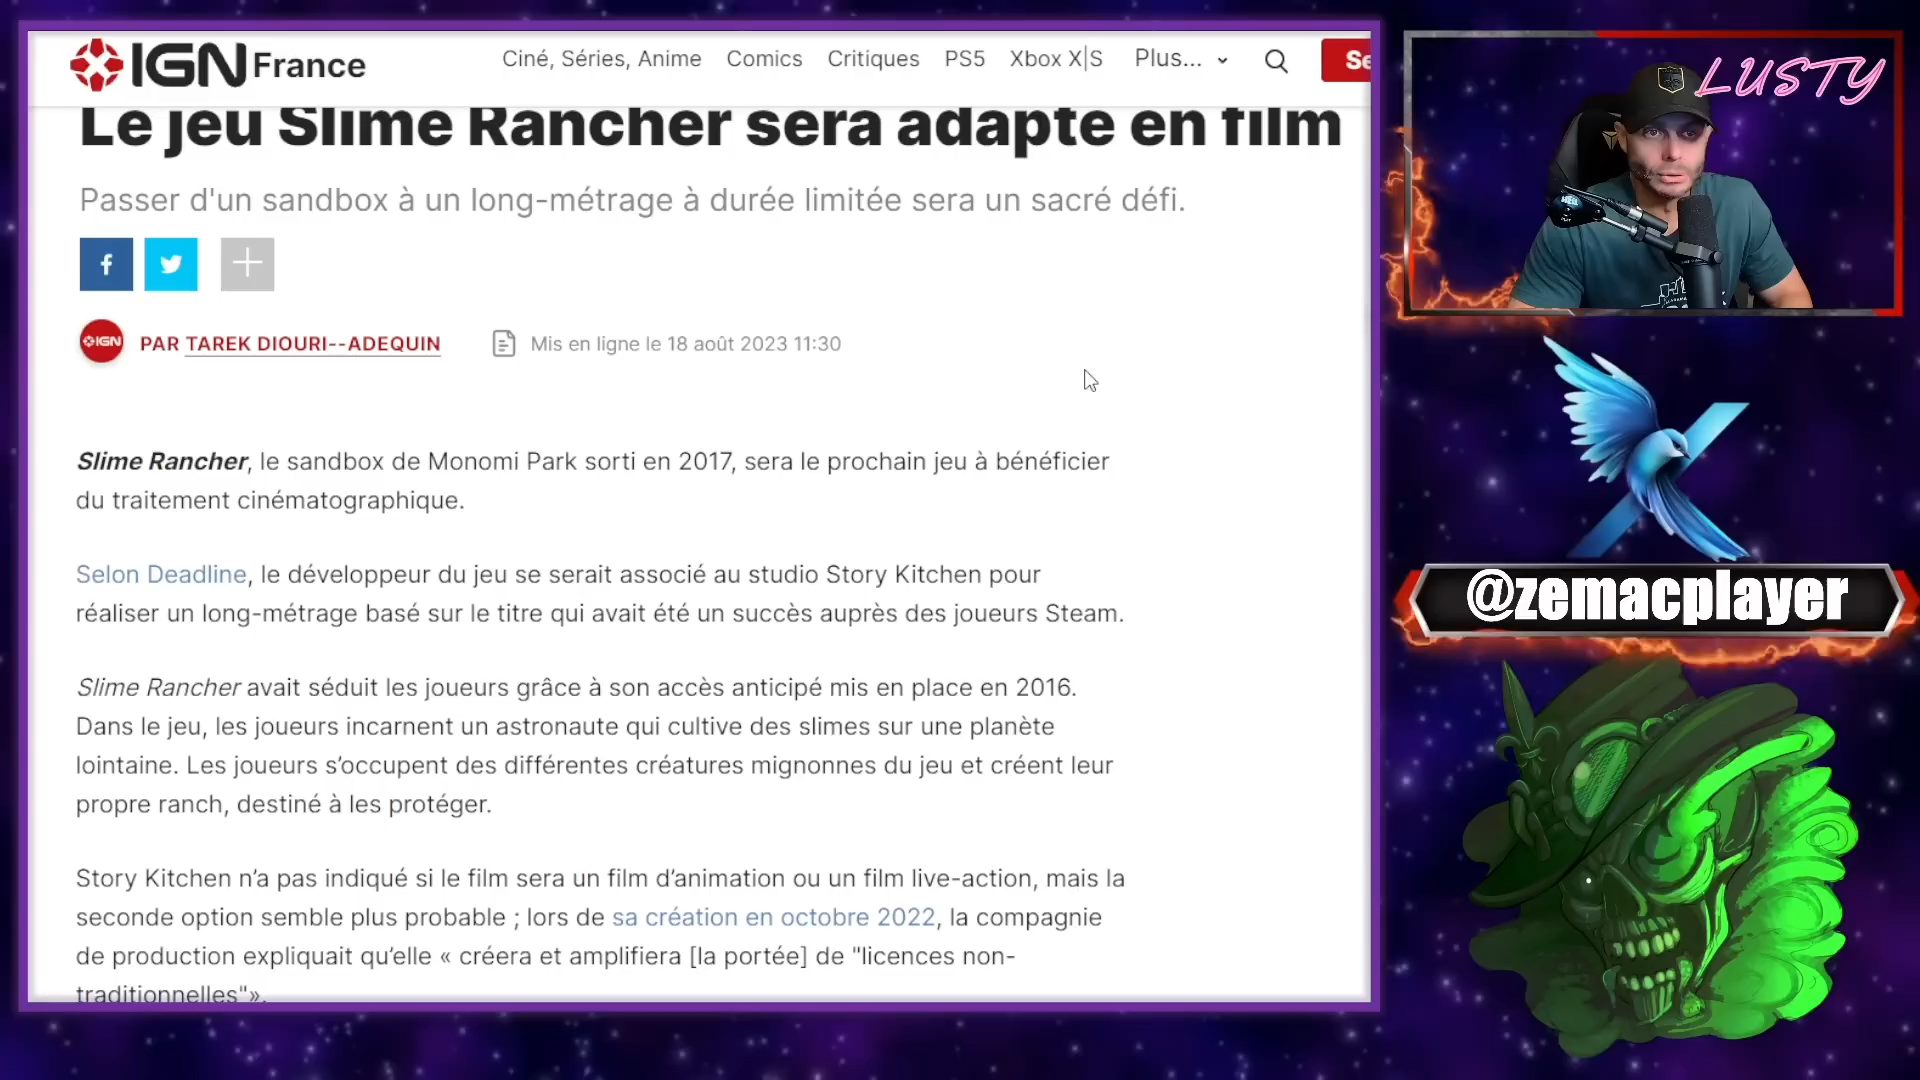 IGN France
Ciné, Séries, Anime Comics Critiques PS5 Xbox X|S Plus...
Le jeu Slime Rancher sera adapté en film
Passer d'un sandbox à un long-métrage à durée limitée sera un sacré défi.
IGN PAR TAREK DIOURI--ADEQUIN Mis en ligne le 18 août 2023 11:30
Slime Rancher, le sandbox de Monomi Park sorti en 2017, sera le prochain jeu à bénéficier
du traitement cinématographique.
Selon Deadline, le développeur du jeu se serait associé au studio Story Kitchen pour
réaliser un long-métrage basé sur le titre qui avait été un succès auprès des joueurs Steam.
Slime Rancher avait séduit les joueurs grâce à son accès anticipé mis en place en 2016.
Dans le jeu, les joueurs incarnent un astronaute qui cultive des slimes sur une planète
lointaine. Les joueurs s’occupent des différentes créatures mignonnes du jeu et créent leur
propre ranch, destiné à les protéger.
Story Kitchen n’a pas indiqué si le film sera un film d’animation ou un film live-action, mais la
seconde option semble plus probable ; lors de sa création en octobre 2022, la compagnie
de production expliquait qu’elle « créera et amplifiera [la portée] de "licences non-
traditionnelles"».
LUSTY
@zemacplayer